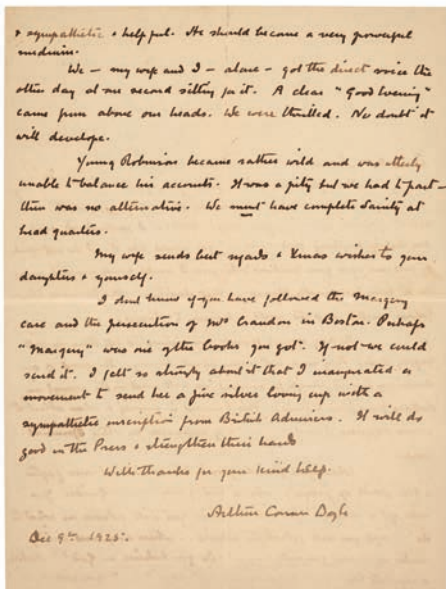 & sympathetic & helpful. He should become a very powerful
medium.
We – my wife and I – alone – got the direct voice the
other day at our second sitting for it. A clear "Good Evening"
came from above our heads. We were thrilled. No doubt it
will develope.
Young Robinson became rather wild and was utterly
unable to balance his accounts. It was a pity but we had to part –
there was no alternative. We must have complete Sanity at
head quarters.
My wife sends best regards & Xmas wishes to your
daughters & yourself.
I dont know if you have followed the Margery
case and the persecution of Mrs Crandon in Boston. Perhaps
"Margery" was one of the books you got. If not we could
send it. I felt so strongly about it that I inaugurated a
movement to send her a fine silver loving cup with a
sympathetic inscription from British Admirers. It will do
good in the Press & strengthen their hands
With thanks for your kind help.
Arthur Conan Doyle
Dec 9th 1925.